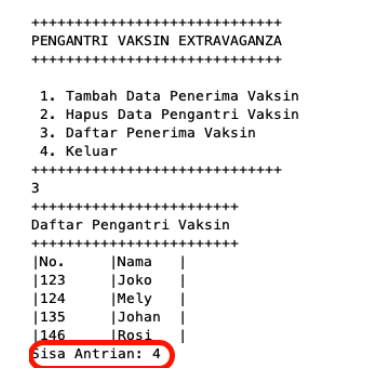 ++++++++++++++++++++++++++++++
PENGANTRI VAKSIN EXTRAVAGANZA
++++++++++++++++++++++++++++++
1. Tambah Data Penerima Vaksin
2. Hapus Data Pengantri Vaksin
3. Daftar Penerima Vaksin
4. Keluar
++++++++++++++++++++++++++++++
3
+++++++++++++++++++++++++
Daftar Pengantri Vaksin
+++++++++++++++++++++++++
|No. |Nama |
|123 |Joko |
|124 |Mely |
|135 |Johan |
|146 |Rosi |
Sisa Antrian: 4